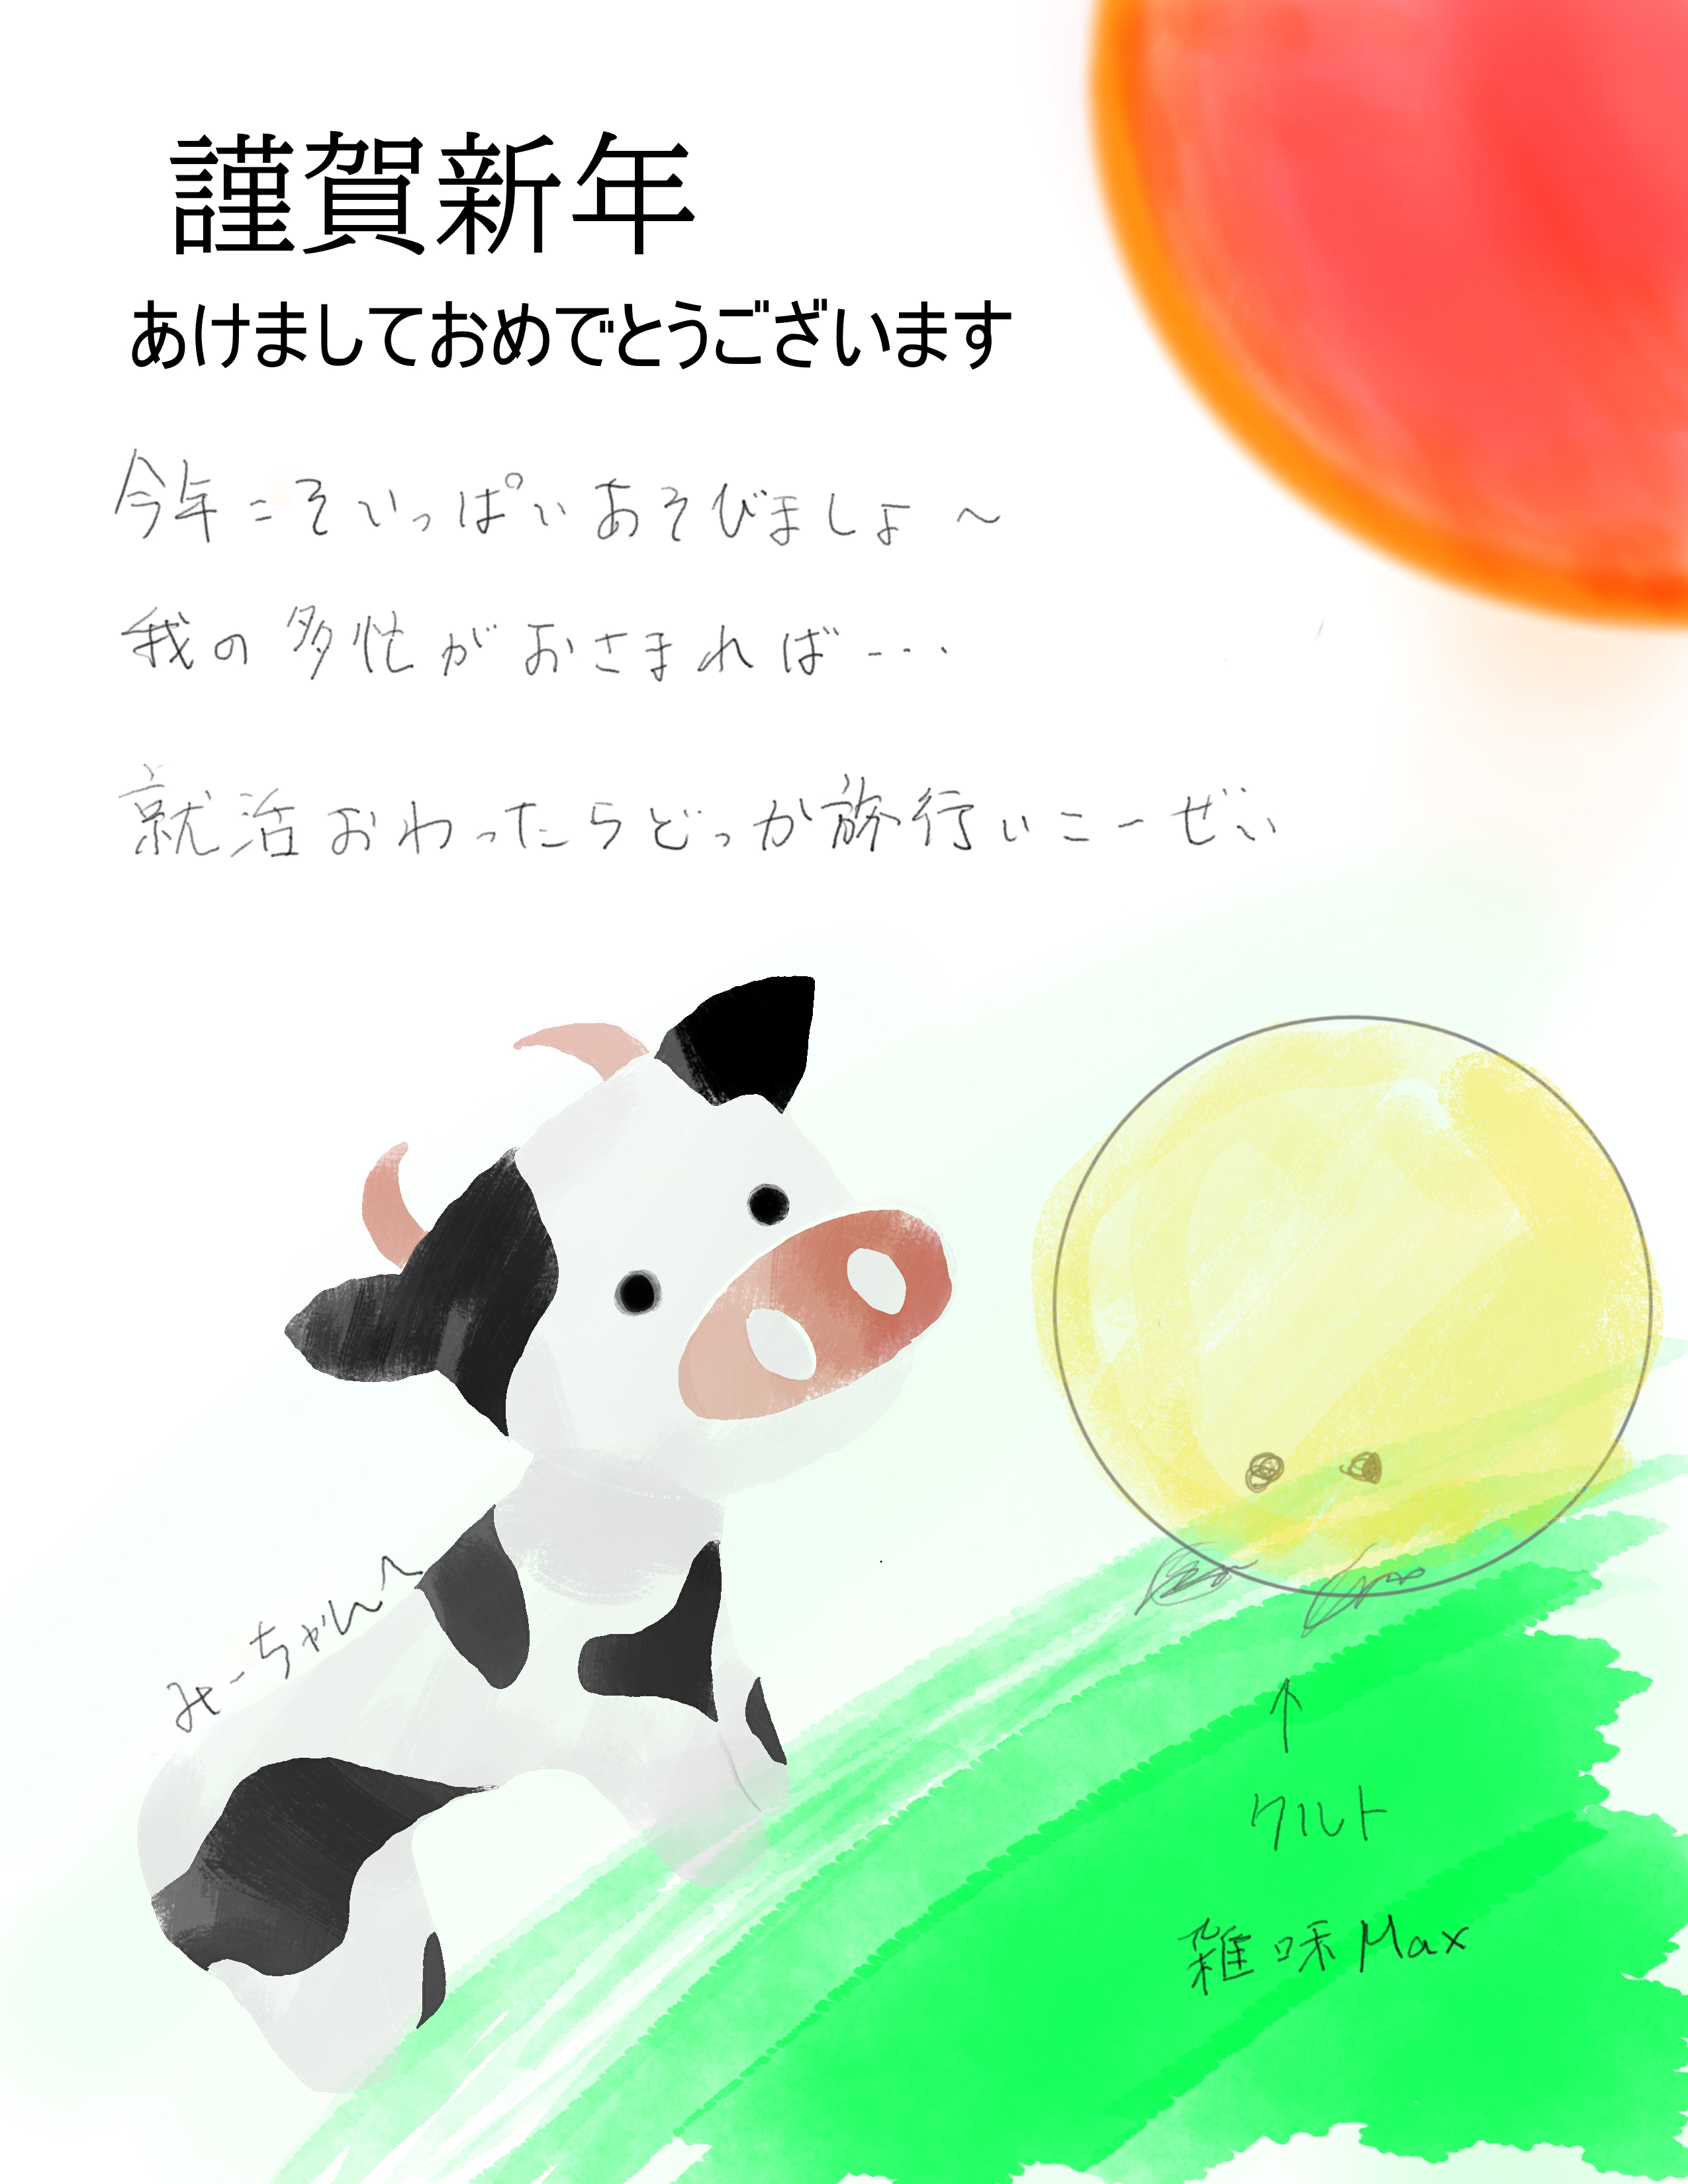 謹賀新年
あけましておめでとうございます
今年こそいっぱいあそびましょ～
我の多忙がおさまれば…
就活おわったらどっか旅行いこーぜい
みーちゃんへ
↑
クルト
雑味Max